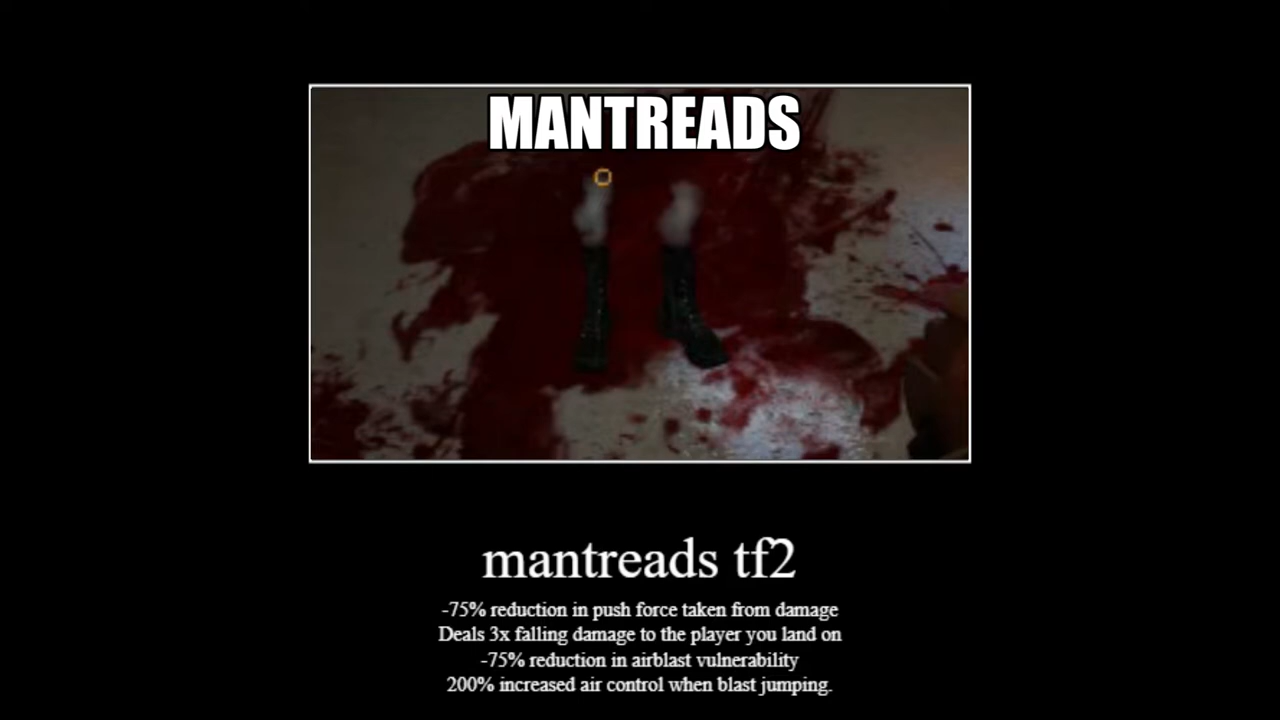 MANTREADS
mantreads tf2
-75% reduction in push force taken from damage
Deals 3x falling damage to the player you land on
-75% reduction in airblast vulnerability
200% increased air control when blast jumping.